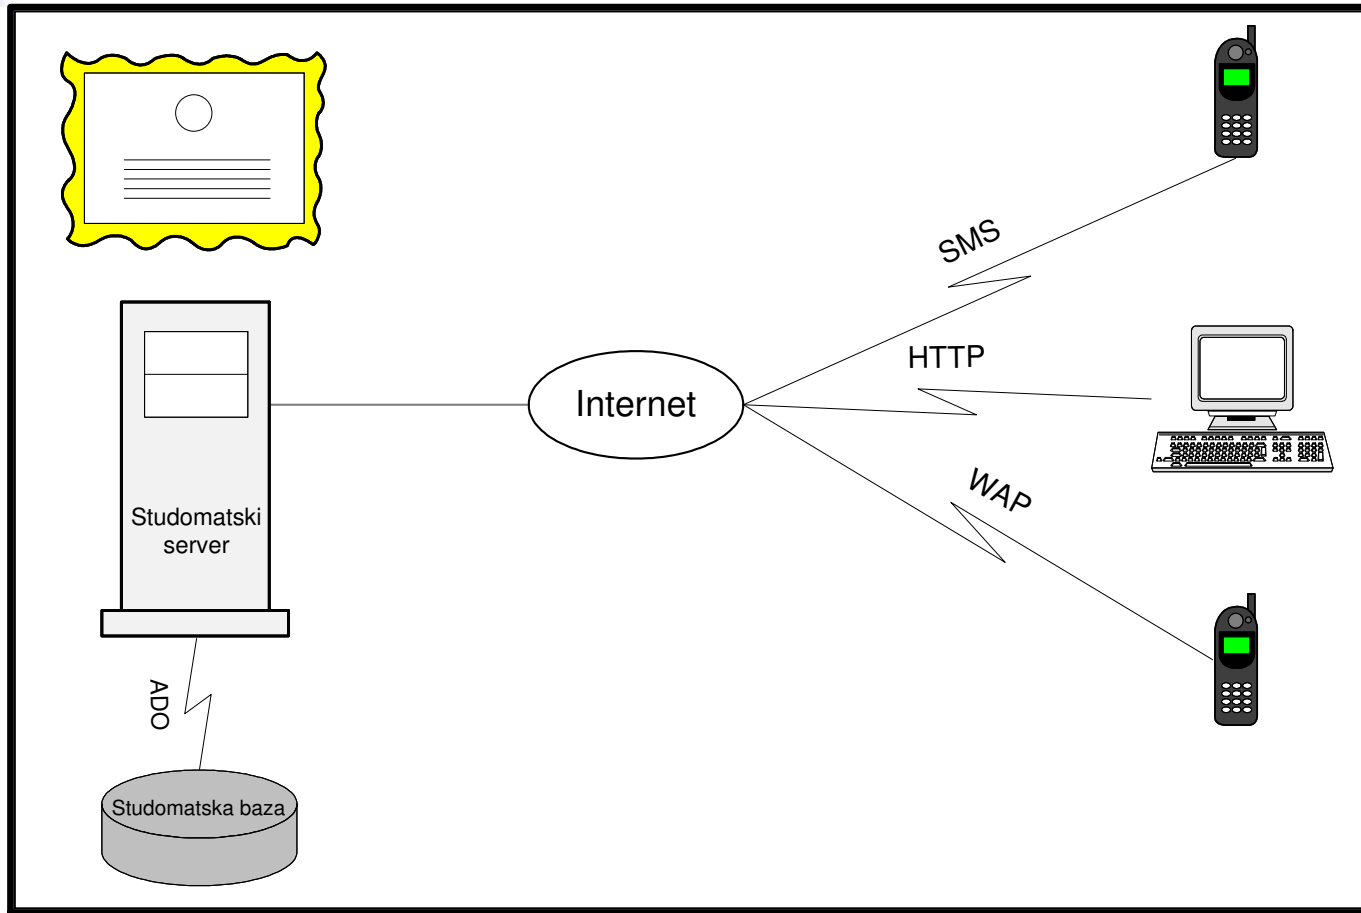 SMS
HTTP
Internet
WAP
Studomatski
server
ADO
Studomatska baza